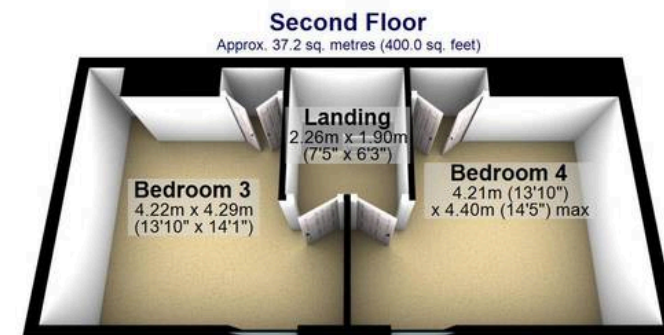 Second Floor
Approx. 37.2 sq. metres (400.0 sq. feet)
Landing
2.26m x 1.90m
(7'5" x 6'3")
Bedroom 3
4.22m x 4.29m
(13'10" x 14'1")
Bedroom 4
4.21m (13'10")
x 4.40m (14'5") max